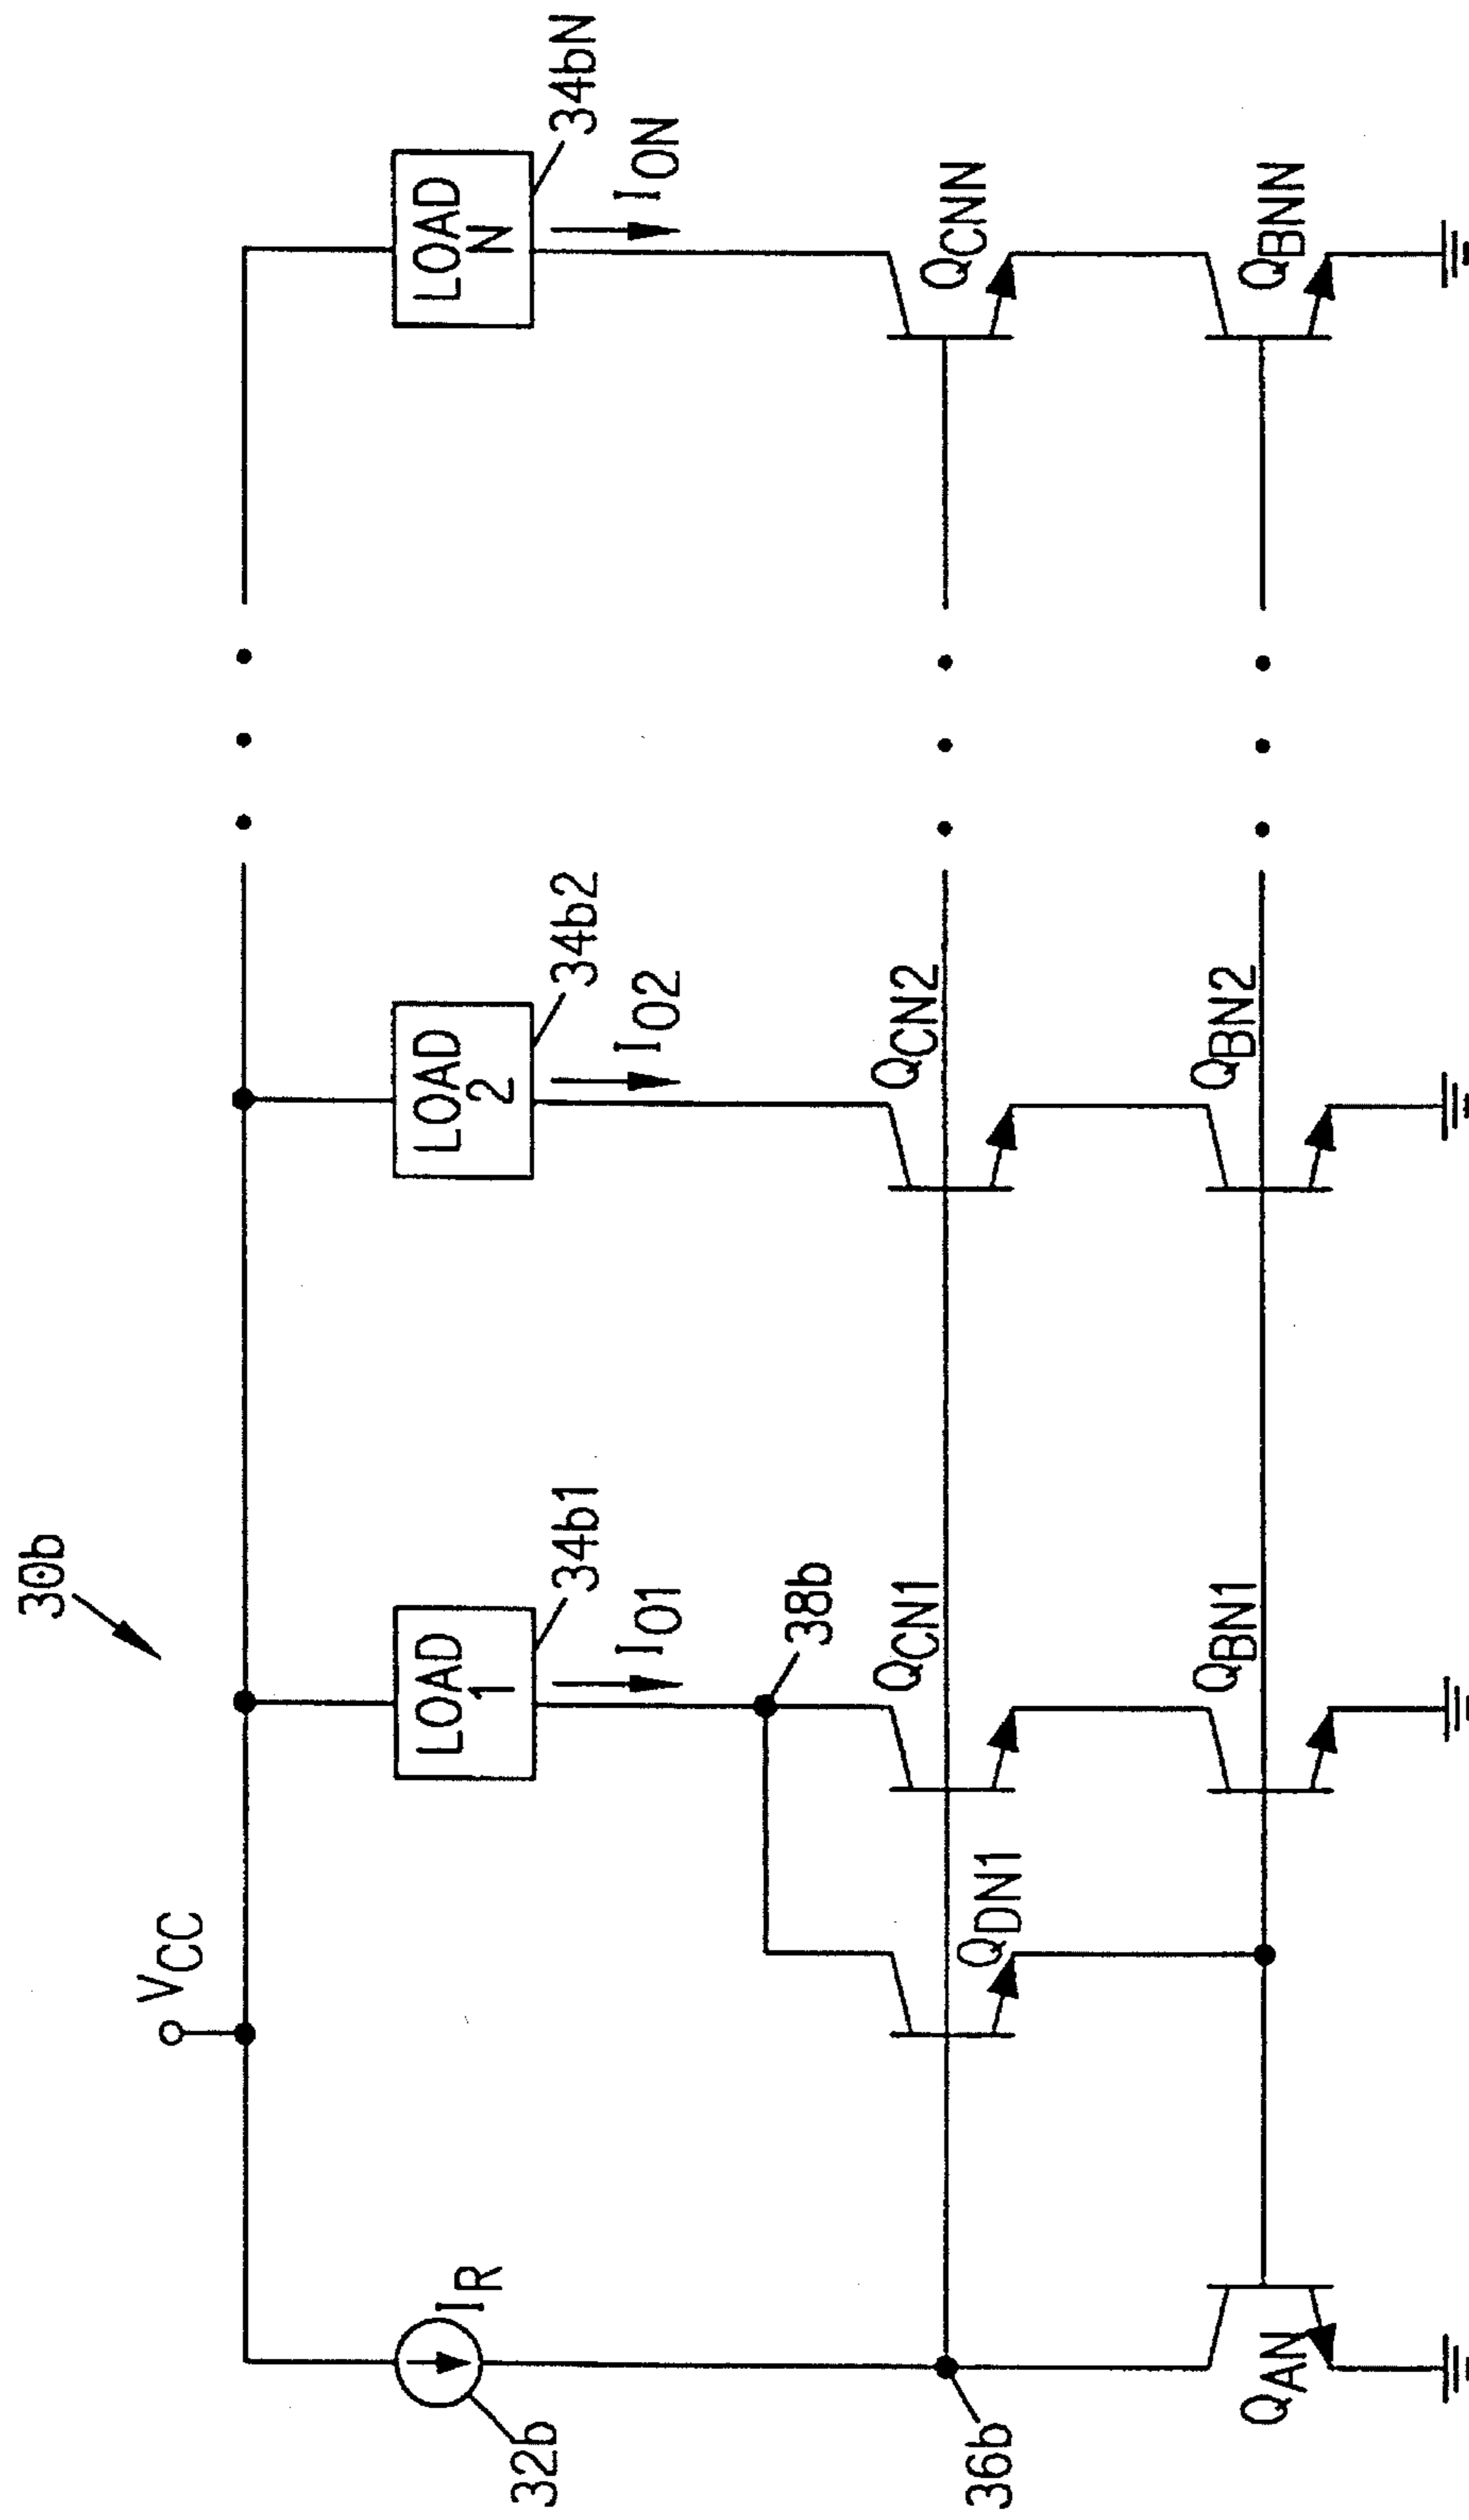 30b
VCC
IR
32b
LOAD
1
34b1
IO1
LOAD
2
34b2
IO2
LOAD
N
34bN
ION
38b
36b
QDN1
QCN1
QCN2
QCNN
QAN
QBN1
QBN2
QBNN